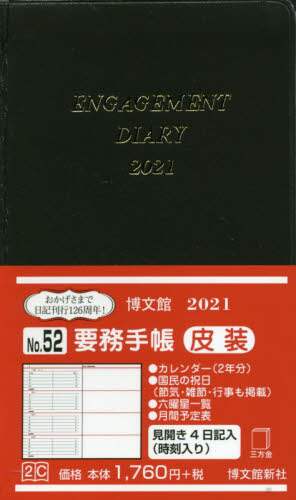 ENGAGEMENT
DIARY
2021
おかげさまで
日記刊行126周年!
博文館 2021
No.52 要務手帳 皮装
●カレンダー(2年分)
●国民の祝日
(節気・雑節・行事も掲載)
●六曜星一覧
●月間予定表
見開き4日記入
(時刻入り)
三方金
2C 価格 本体 1,760円+税 博文館新社